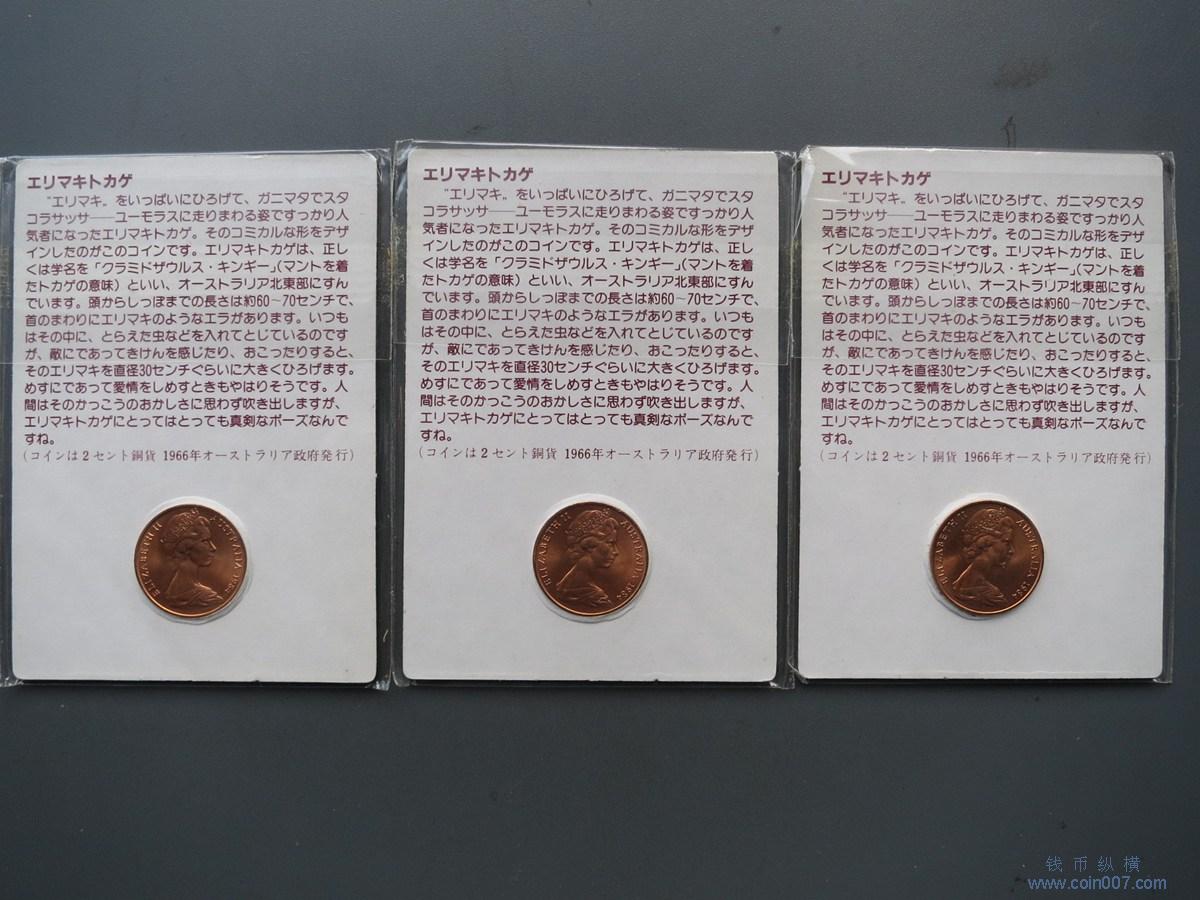 エリマキトカゲ
“エリマキ„をいっぱいにひろげて、ガニマタでスタ
コラサッサ――ユーモラスに走りまわる姿ですっかり人
気者になったエリマキトカゲ。そのコミカルな形をデザ
インしたのがこのコインです。エリマキトカゲは、正し
くは学名を「クラミドザウルス・キンギー」(マントを着
たトカゲの意味)といい、オーストラリア北東部にすん
でいます。頭からしっぽまでの長さは約60~70センチで、
首のまわりにエリマキのようなエラがあります。いつも
はその中に、とらえた虫などを入れてとじているのです
が、敵にであってきけんを感じたり、おこったりすると、
そのエリマキを直径30センチぐらいに大きくひろげます。
めすにであって愛情をしめすときもやはりそうです。人
間はそのかっこうのおかしさに思わず吹き出しますが、
エリマキトカゲにとってはとっても真剣なポーズなんで
すね。
(コインは2セント銅貨 1966年オーストラリア政府発行)
ELIZABETH II AUSTRALIA 1984
エリマキトカゲ
“エリマキ„をいっぱいにひろげて、ガニマタでスタ
コラサッサ――ユーモラスに走りまわる姿ですっかり人
気者になったエリマキトカゲ。そのコミカルな形をデザ
インしたのがこのコインです。エリマキトカゲは、正し
くは学名を「クラミドザウルス・キンギー」(マントを着
たトカゲの意味)といい、オーストラリア北東部にすん
でいます。頭からしっぽまでの長さは約60~70センチで、
首のまわりにエリマキのようなエラがあります。いつも
はその中に、とらえた虫などを入れてとじているのです
が、敵にであってきけんを感じたり、おこったりすると、
そのエリマキを直径30センチぐらいに大きくひろげます。
めすにであって愛情をしめすときもやはりそうです。人
間はそのかっこうのおかしさに思わず吹き出しますが、
エリマキトカゲにとってはとっても真剣なポーズなんで
すね。
(コインは2セント銅貨 1966年オーストラリア政府発行)
ELIZABETH II AUSTRALIA 1984
エリマキトカゲ
“エリマキ„をいっぱいにひろげて、ガニマタでスタ
コラサッサ――ユーモラスに走りまわる姿ですっかり人
気者になったエリマキトカゲ。そのコミカルな形をデザ
インしたのがこのコインです。エリマキトカゲは、正し
くは学名を「クラミドザウルス・キンギー」(マントを着
たトカゲの意味)といい、オーストラリア北東部にすん
でいます。頭からしっぽまでの長さは約60~70センチで、
首のまわりにエリマキのようなエラがあります。いつも
はその中に、とらえた虫などを入れてとじているのです
が、敵にであってきけんを感じたり、おこったりすると、
そのエリマキを直径30センチぐらいに大きくひろげます。
めすにであって愛情をしめすときもやはりそうです。人
間はそのかっこうのおかしさに思わず吹き出しますが、
エリマキトカゲにとってはとっても真剣なポーズなんで
すね。
(コインは2セント銅貨 1966年オーストラリア政府発行)
ELIZABETH II AUSTRALIA 1984
钱币纵横
www.coin007.com